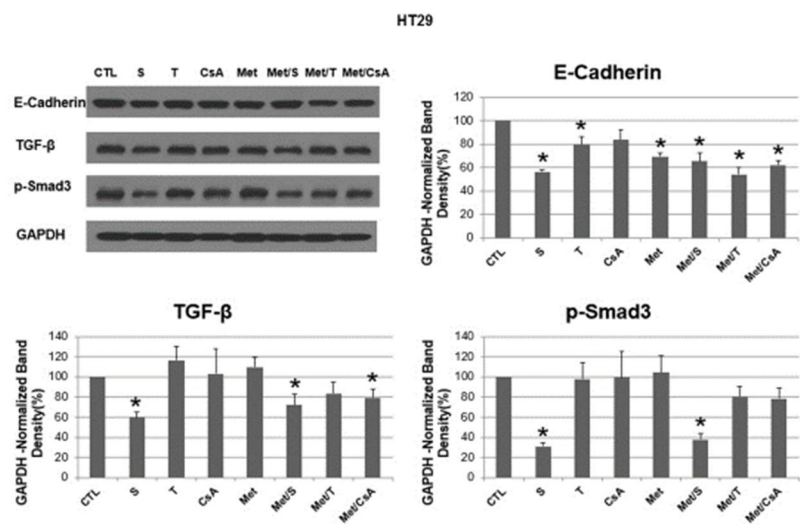 HT29
CTL S T CsA Met Met/S Met/T Met/CsA
E-Cadherin
TGF-β
p-Smad3
GAPDH
E-Cadherin
GAPDH -Normalized Band
Density(%)
120
100
80
60
40
20
0
CTL S T CsA Met Met/S Met/T Met/CsA
* * * * * *
TGF-β
GAPDH -Normalized Band
Density(%)
140
120
100
80
60
40
20
0
CTL S T CsA Met Met/S Met/T Met/CsA
* * *
p-Smad3
GAPDH -Normalized Band
Density(%)
140
120
100
80
60
40
20
0
CTL S T CsA Met Met/S Met/T Met/CsA
* *